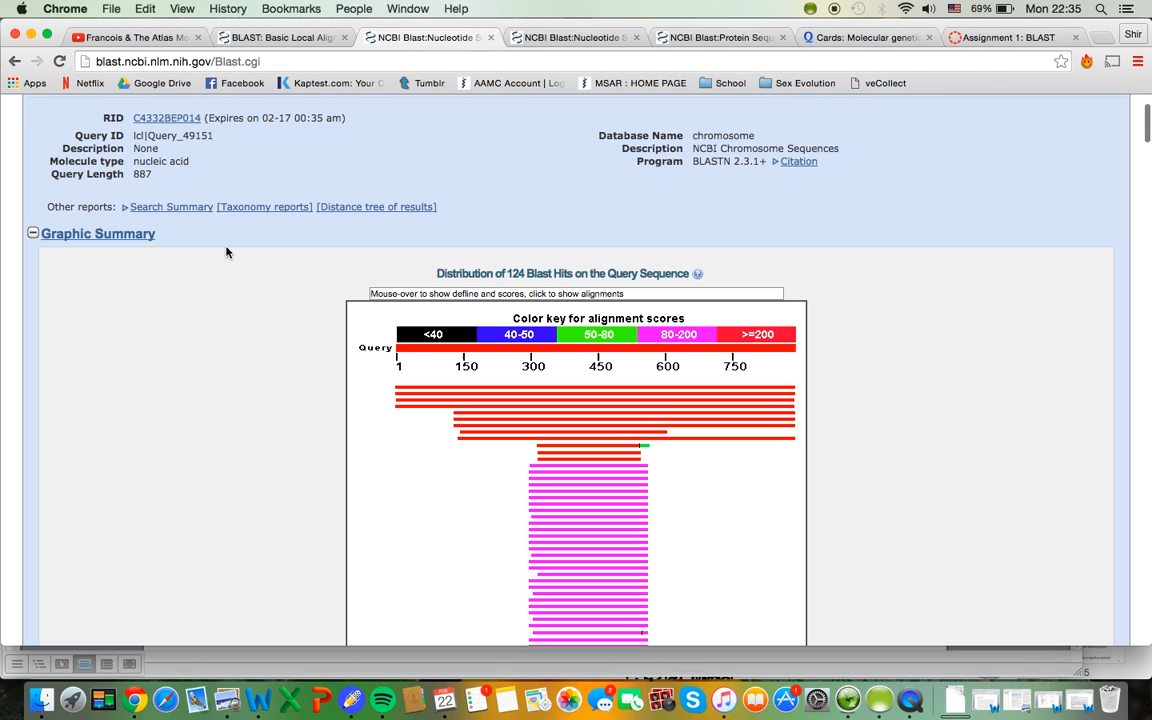 Chrome File Edit View History Bookmarks People Window Help 69% Mon 22:35
Francois & The Atlas Mo BLAST: Basic Local Alig NCBI Blast:Nucleotide S NCBI Blast:Nucleotide S NCBI Blast:Protein Sequ Cards: Molecular geneti Assignment 1: BLAST Shir
blast.ncbi.nlm.nih.gov/Blast.cgi
Apps Netflix Google Drive Facebook Kaptest.com: Your O Tumblr AAMC Account | Log MSAR : HOME PAGE School Sex Evolution veCollect
RID C4332BEP014 (Expires on 02-17 00:35 am)
Query ID lcl|Query_49151 Database Name chromosome
Description None Description NCBI Chromosome Sequences
Molecule type nucleic acid Program BLASTN 2.3.1+ Citation
Query Length 887
Other reports: Search Summary [Taxonomy reports] [Distance tree of results]
Graphic Summary
Distribution of 124 Blast Hits on the Query Sequence
Mouse-over to show defline and scores, click to show alignments
Color key for alignment scores
<40 40-50 50-80 80-200 >=200
Query
1 150 300 450 600 750